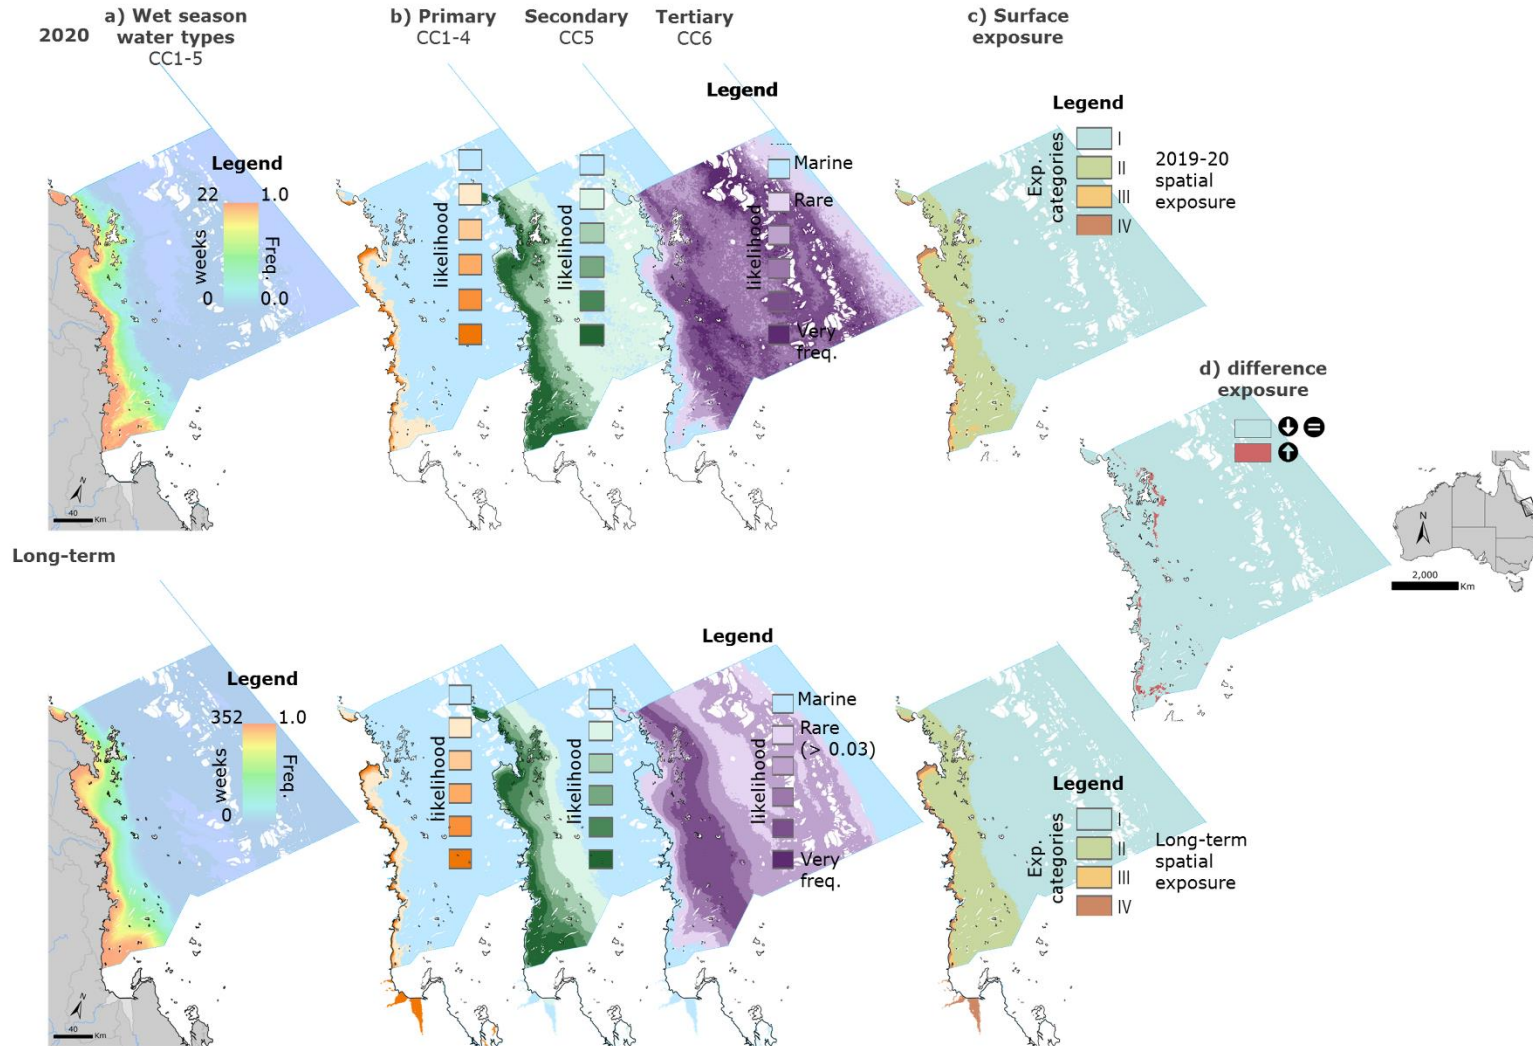 2020
a) Wet season
water types
CC1-5
b) Primary
CC1-4
Secondary
CC5
Tertiary
CC6
c) Surface
exposure
Legend
22
1.0
weeks
Freq.
0
0.0
N
40
Km
likelihood
likelihood
Legend
likelihood
Marine
Rare
Very
freq.
Legend
Exp.
categories
I
II
III
IV
2019-20
spatial
exposure
d) difference
exposure
=
N
2,000
Km
Long-term
Legend
352
1.0
weeks
Freq.
0
0.0
N
40
Km
likelihood
likelihood
Legend
likelihood
Marine
Rare
(> 0.03)
Very
freq.
Legend
Exp.
categories
I
II
III
IV
Long-term
spatial
exposure